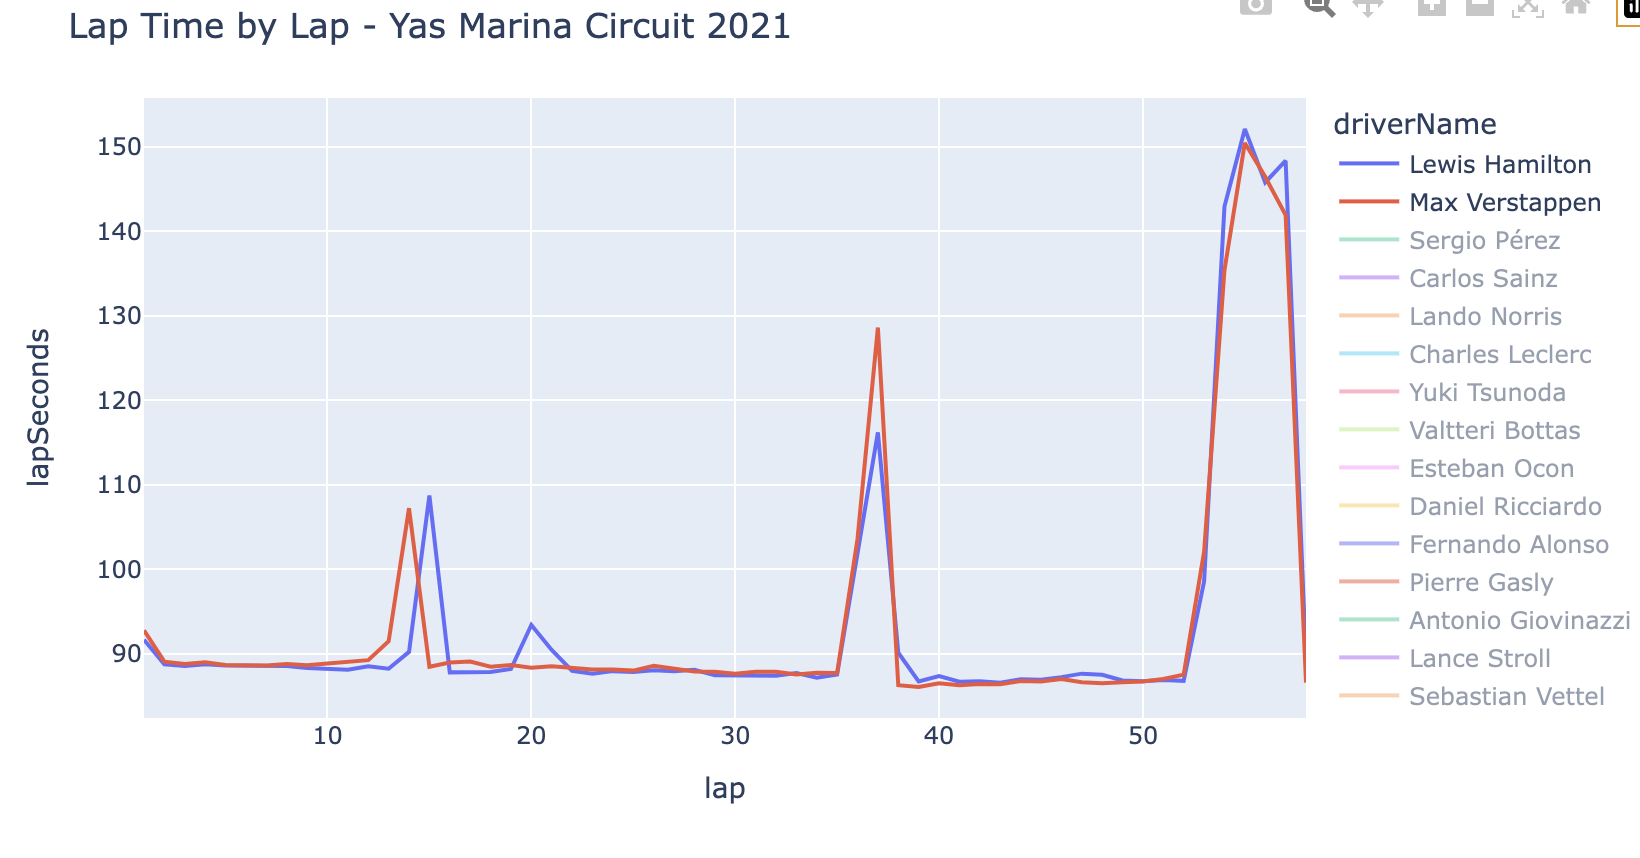 Lap Time by Lap - Yas Marina Circuit 2021
150
140
130
120
110
100
90
lapSeconds
10 20 30 40 50
lap
driverName
Lewis Hamilton
Max Verstappen
Sergio Pérez
Carlos Sainz
Lando Norris
Charles Leclerc
Yuki Tsunoda
Valtteri Bottas
Esteban Ocon
Daniel Ricciardo
Fernando Alonso
Pierre Gasly
Antonio Giovinazzi
Lance Stroll
Sebastian Vettel